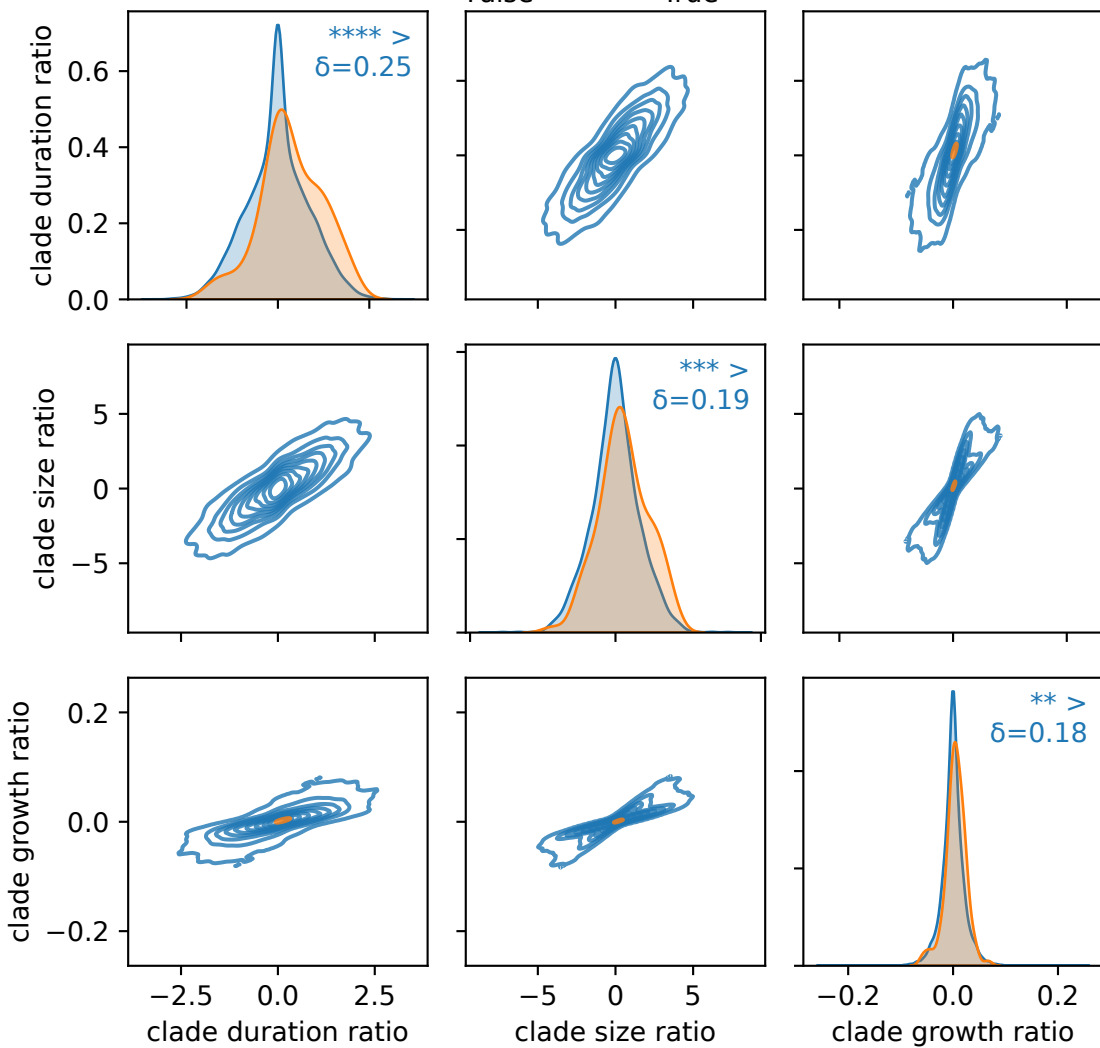 **** >
δ=0.25
clade duration ratio
0.6
0.4
0.2
0.0
*** >
δ=0.19
clade size ratio
5
0
−5
** >
δ=0.18
clade growth ratio
0.2
0.0
−0.2
−2.5 0.0 2.5
−5 0 5
−0.2 0.0 0.2
clade duration ratio
clade size ratio
clade growth ratio